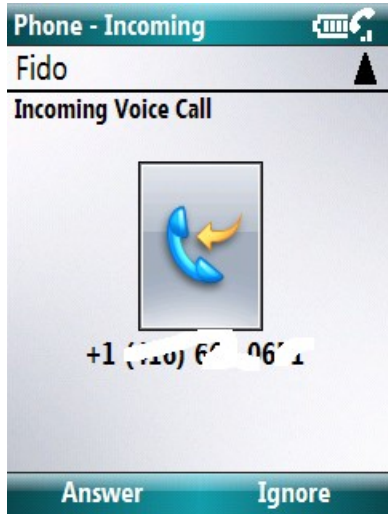 Phone - Incoming
Fido
Incoming Voice Call
+1
Answer Ignore